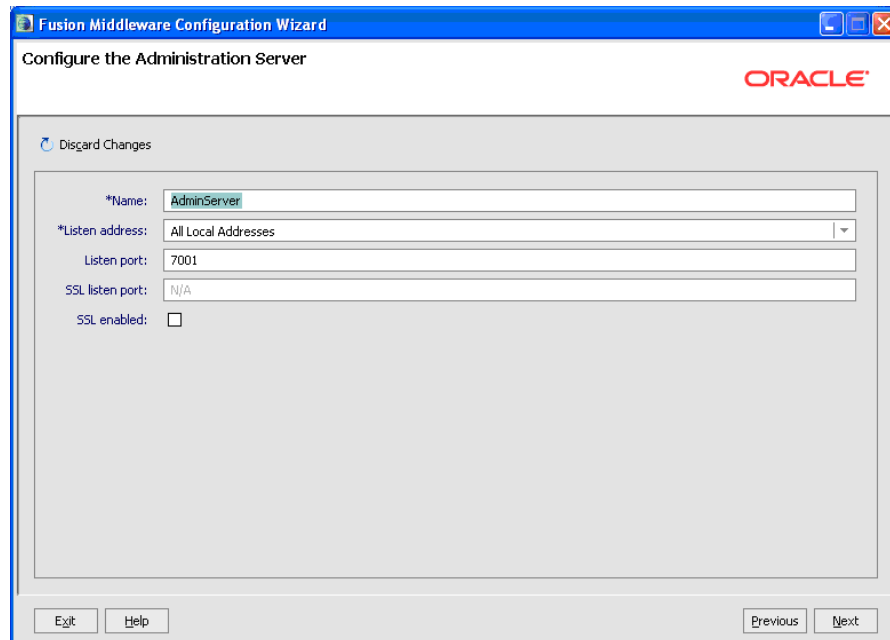 Fusion Middleware Configuration Wizard
Configure the Administration Server
ORACLE
Discard Changes
*Name: AdminServer
*Listen address: All Local Addresses
Listen port: 7001
SSL listen port: N/A
SSL enabled:
Exit Help Previous Next